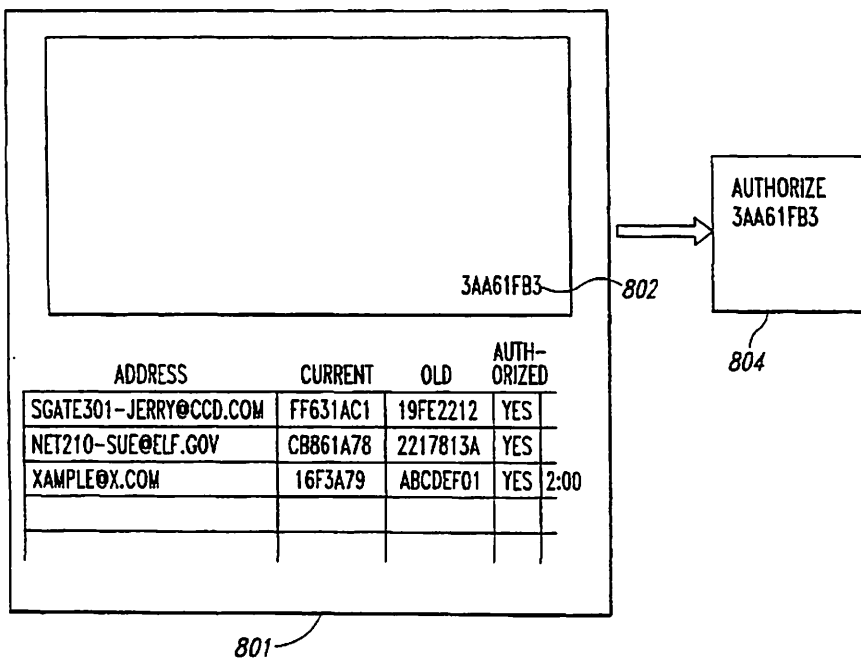 AUTHORIZE
3AA61FB3
3AA61FB3
802
804
ADDRESS CURRENT OLD AUTH-
ORIZED
SGATE301-JERRY@CCD.COM FF631AC1 19FE2212 YES
NET210-SUE@ELF.GOV CB861A78 2217813A YES
XAMPLE@X.COM 16F3A79 ABCDEF01 YES 2:00
801